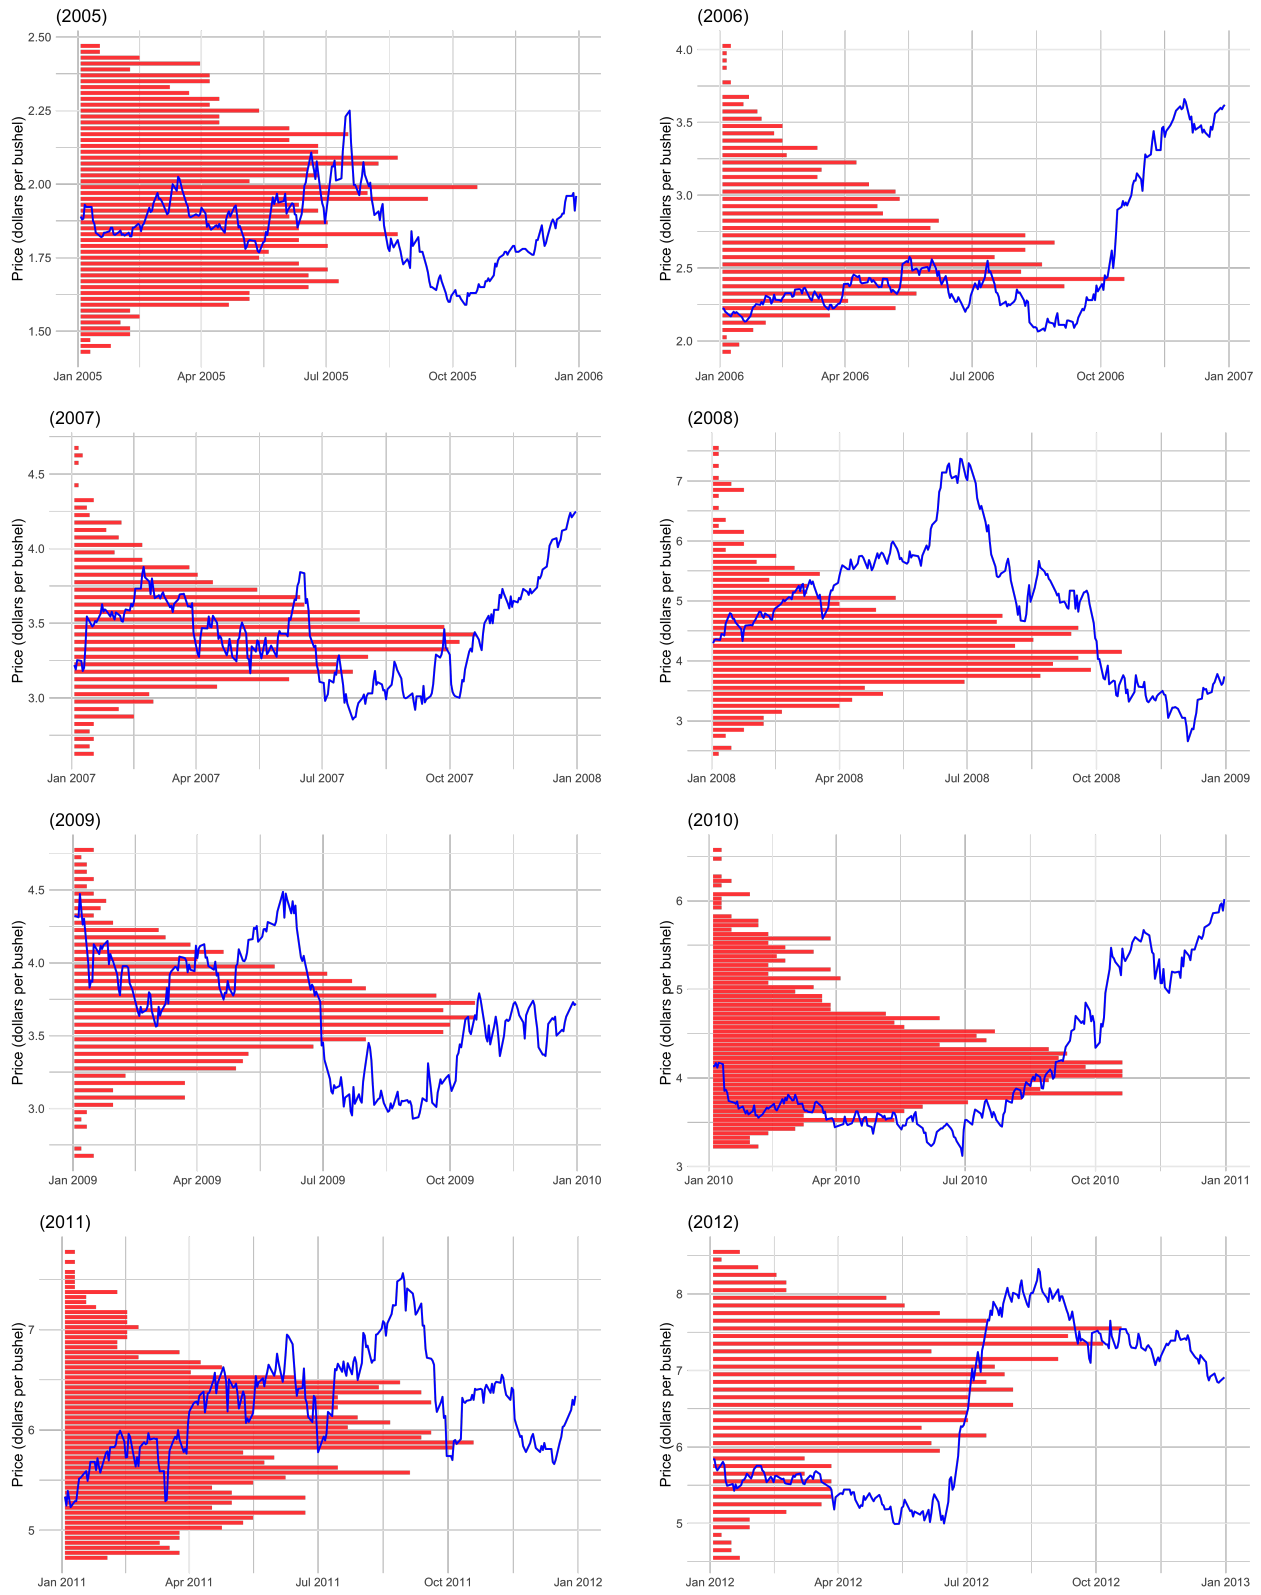 (2005)
Price (dollars per bushel)
2.50
2.25
2.00
1.75
1.50
Jan 2005 Apr 2005 Jul 2005 Oct 2005 Jan 2006
(2006)
Price (dollars per bushel)
4.0
3.5
3.0
2.5
2.0
Jan 2006 Apr 2006 Jul 2006 Oct 2006 Jan 2007
(2007)
Price (dollars per bushel)
4.5
4.0
3.5
3.0
Jan 2007 Apr 2007 Jul 2007 Oct 2007 Jan 2008
(2008)
Price (dollars per bushel)
7
6
5
4
3
Jan 2008 Apr 2008 Jul 2008 Oct 2008 Jan 2009
(2009)
Price (dollars per bushel)
4.5
4.0
3.5
3.0
Jan 2009 Apr 2009 Jul 2009 Oct 2009 Jan 2010
(2010)
Price (dollars per bushel)
6
5
4
3
Jan 2010 Apr 2010 Jul 2010 Oct 2010 Jan 2011
(2011)
Price (dollars per bushel)
7
6
5
Jan 2011 Apr 2011 Jul 2011 Oct 2011 Jan 2012
(2012)
Price (dollars per bushel)
8
7
6
5
Jan 2012 Apr 2012 Jul 2012 Oct 2012 Jan 2013